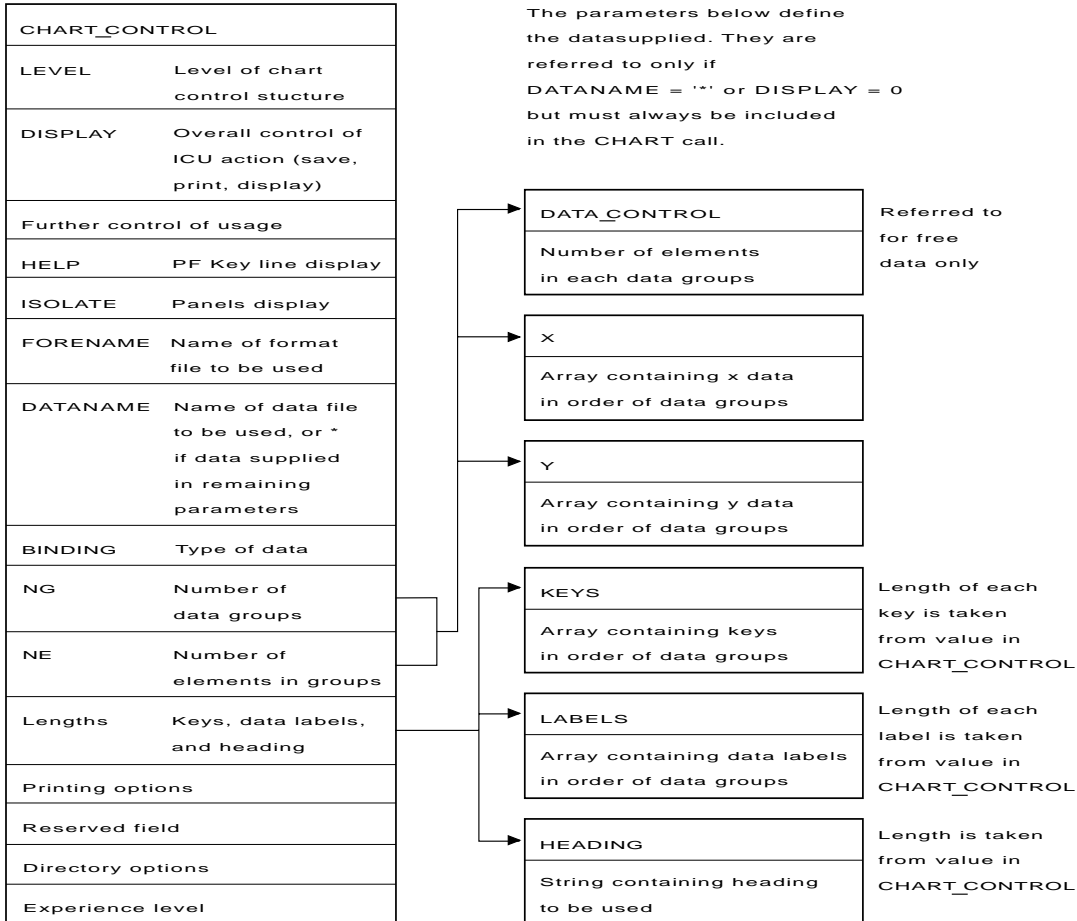 CHART_CONTROL
LEVEL Level of chart
control stucture
DISPLAY Overall control of
ICU action (save,
print, display)
Further control of usage
HELP PF Key line display
ISOLATE Panels display
FORENAME Name of format
file to be used
DATANAME Name of data file
to be used, or *
if data supplied
in remaining
parameters
BINDING Type of data
NG Number of
data groups
NE Number of
elements in groups
Lengths Keys, data labels,
and heading
Printing options
Reserved field
Directory options
Experience level
The parameters below define
the datasupplied. They are
referred to only if
DATANAME = '*' or DISPLAY = 0
but must always be included
in the CHART call.
DATA_CONTROL
Number of elements
in each data groups
Referred to
for free
data only
X
Array containing x data
in order of data groups
Y
Array containing y data
in order of data groups
KEYS
Array containing keys
in order of data groups
Length of each
key is taken
from value in
CHART_CONTROL
LABELS
Array containing data labels
in order of data groups
Length of each
label is taken
from value in
CHART_CONTROL
HEADING
String containing heading
to be used
Length is taken
from value in
CHART_CONTROL